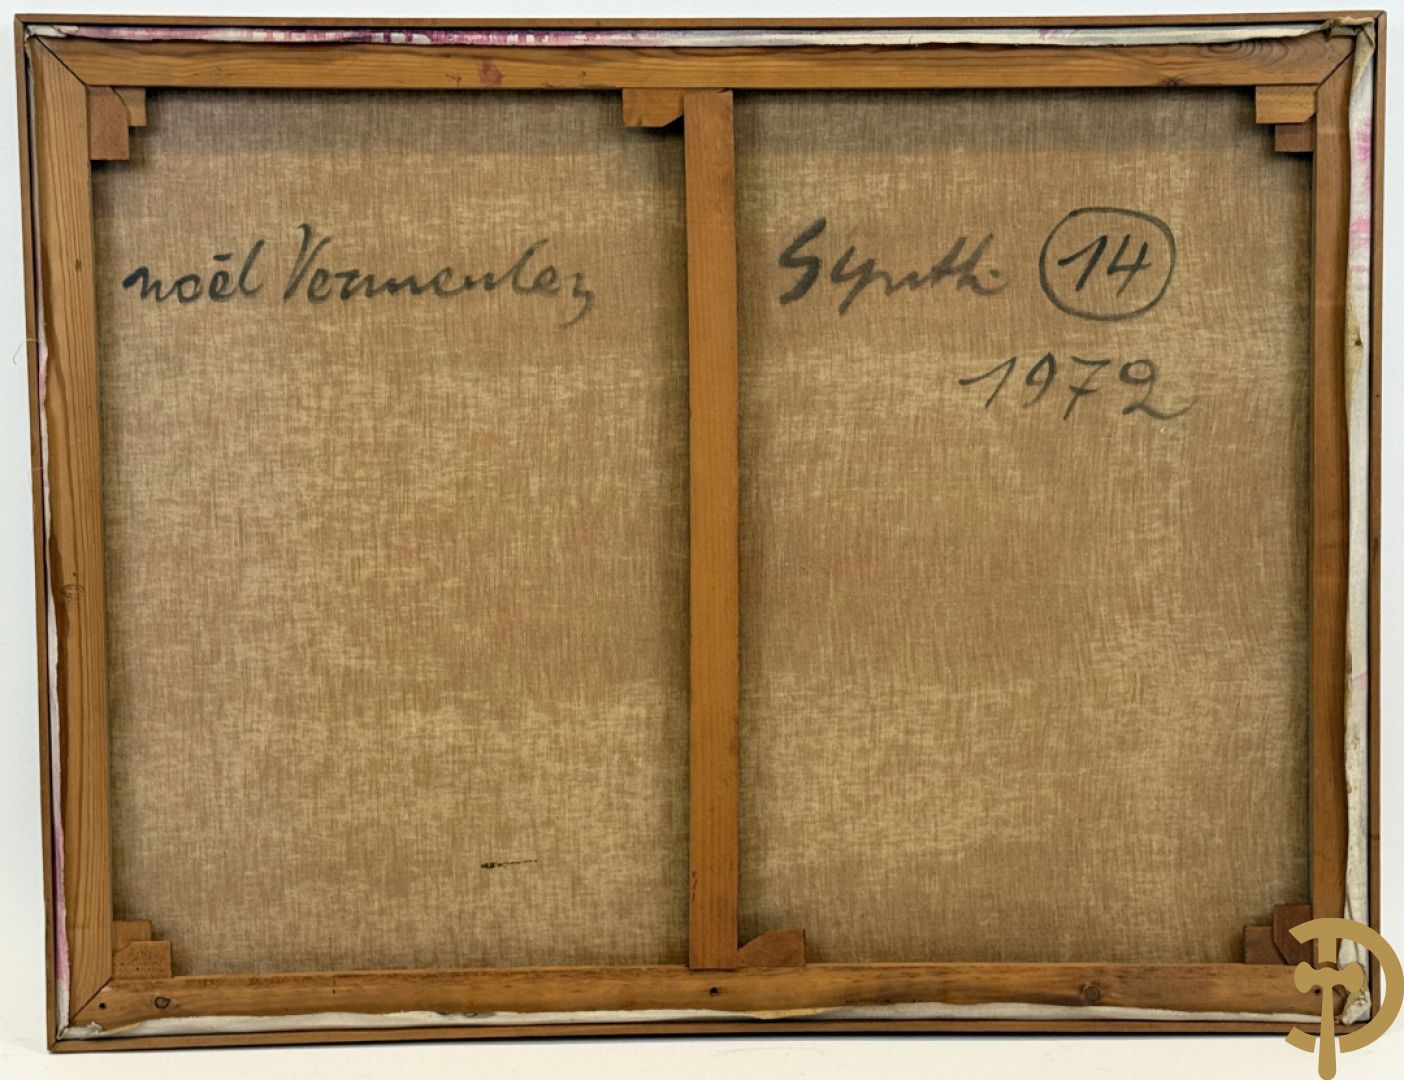 noël Vermeulen
Synth. 14
1972